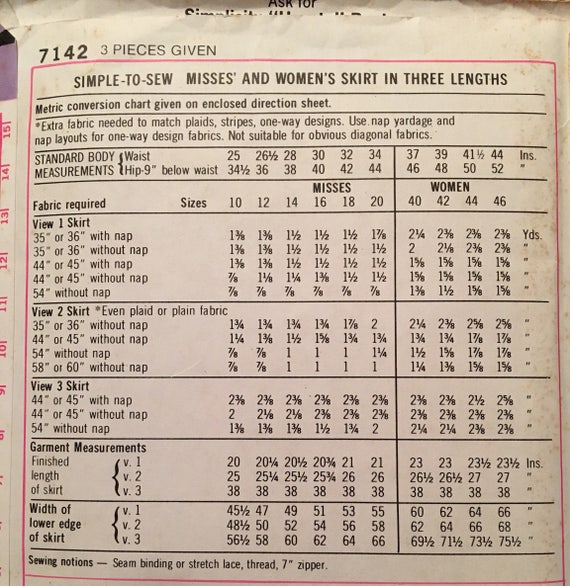 ASK for
7142 3 PIECES GIVEN
SIMPLE-TO-SEW MISSES' AND WOMEN'S SKIRT IN THREE LENGTHS
Metric conversion chart given on enclosed direction sheet.
*Extra fabric needed to match plaids, stripes, one-way designs. Use nap yardage and
nap layouts for one-way design fabrics. Not suitable for obvious diagonal fabrics.
STANDARD BODY { Waist 25 26½ 28 30 32 34 37 39 41½ 44 Ins.
MEASUREMENTS { Hip-9" below waist 34½ 36 38 40 42 44 46 48 50 52 "
MISSES WOMEN
Fabric required Sizes 10 12 14 16 18 20 40 42 44 46
View 1 Skirt
35" or 36" with nap 1⅜ 1⅜ 1½ 1½ 1½ 1⅞ 2¼ 2⅜ 2⅜ 2⅜ Yds.
35" or 36" without nap 1⅜ 1⅜ 1½ 1½ 1½ 1½ 2 2⅛ 2⅜ 2⅜ "
44" or 45" with nap 1⅜ 1⅜ 1½ 1½ 1½ 1½ 1⅝ 1⅝ 1⅝ 1⅝ "
44" or 45" without nap ⅞ 1⅛ 1¼ 1⅜ 1½ 1½ 1⅝ 1⅝ 1⅝ 1⅝ "
54" without nap ⅞ ⅞ ⅞ ⅞ ⅞ ⅞ 1⅜ 1½ 1⅝ 1⅝ "
View 2 Skirt *Even plaid or plain fabric
35" or 36" without nap 1¾ 1¾ 1¾ 1¾ 1⅞ 2 2¼ 2⅜ 2⅝ 2⅝ "
44" or 45" without nap 1¼ 1⅜ 1½ 1⅝ 1¾ 1¾ 1¾ 1¾ 1⅞ 1⅞ "
54" without nap ⅞ ⅞ 1 1 1 1¼ 1½ 1⅝ 1⅞ 1⅞ "
58" or 60" without nap ⅞ ⅞ 1 1 1 1 1¼ 1⅜ 1⅝ 1⅝ "
View 3 Skirt
44" or 45" with nap 2⅜ 2⅜ 2⅜ 2⅜ 2⅜ 2⅜ 2⅜ 2⅜ 2½ 2⅝ "
44" or 45" without nap 2 2⅛ 2⅛ 2⅜ 2⅜ 2⅜ 2⅜ 2⅜ 2⅜ 2⅜ "
54" without nap 1⅜ 1⅜ 1⅜ 1½ 1¾ 2 2¼ 2¼ 2⅜ 2⅜ "
Garment Measurements
Finished { v. 1 20 20¼ 20½ 20¾ 21 21 23 23 23½ 23½ Ins.
length { v. 2 25 25¼ 25½ 25¾ 26 26 26½ 26½ 27 27 "
of skirt { v. 3 38 38 38 38 38 38 38 38 38 38 "
Width of { v. 1 45½ 47 49 51 53 55 60 62 64 66 "
lower edge { v. 2 48½ 50 52 54 56 58 62 64 66 68 "
of skirt { v. 3 56½ 58 60 62 64 66 69½ 71½ 73½ 75½ "
Sewing notions — Seam binding or stretch lace, thread, 7" zipper.
15
14
13
12
11
10
9
8